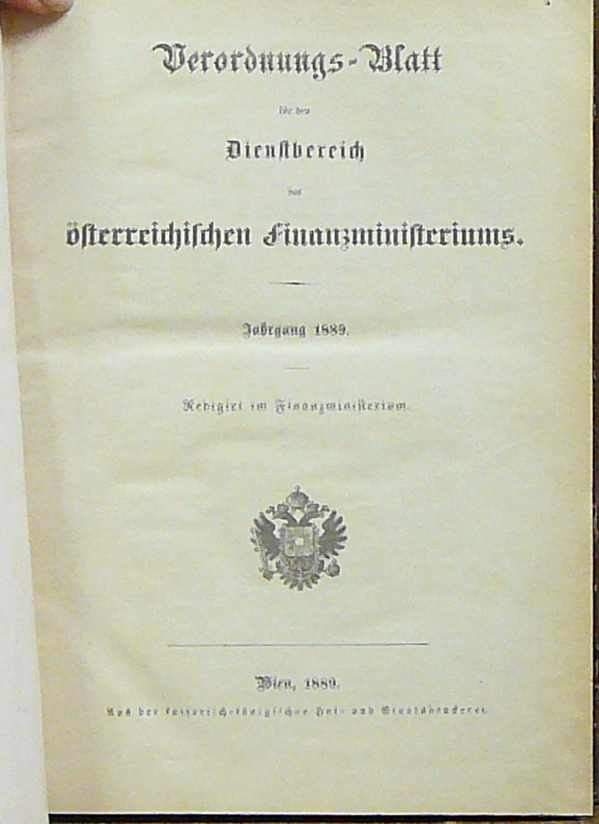 Verordnungs-Blatt
für den
Dienstbereich
des
österreichischen Finanzministeriums.
Jahrgang 1889.
Redigirt im Finanzministerium.
Wien, 1889.
Aus der kaiserlich-königlichen Hof- und Staatsdruckerei.